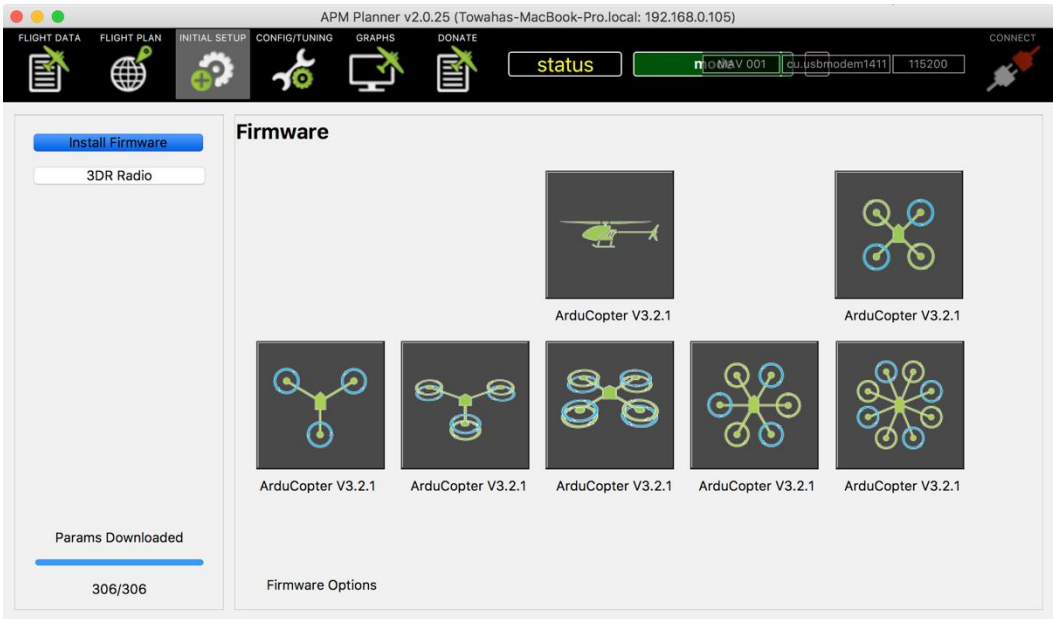 APM Planner v2.0.25 (Towahas-MacBook-Pro.local: 192.168.0.105)
FLIGHT DATA FLIGHT PLAN INITIAL SETUP CONFIG/TUNING GRAPHS DONATE CONNECT
status mode MAV 001 cu.usbmodem1411 115200
Install Firmware
3DR Radio
Firmware
ArduCopter V3.2.1 ArduCopter V3.2.1
ArduCopter V3.2.1 ArduCopter V3.2.1 ArduCopter V3.2.1 ArduCopter V3.2.1 ArduCopter V3.2.1
Params Downloaded
306/306
Firmware Options